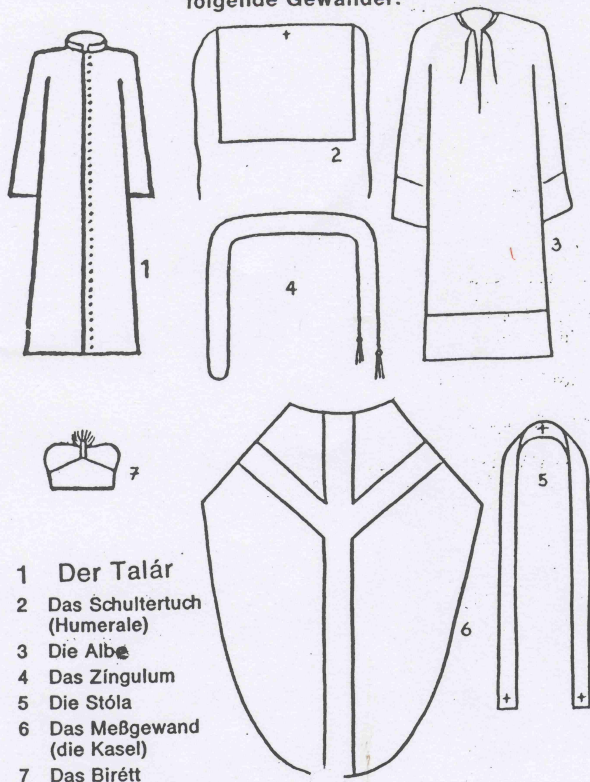 folgende Gewänder:
2
3
1
4
7
5
6
1 Der Talár
2 Das Schultertuch
(Humerale)
3 Die Albe
4 Das Zíngulum
5 Die Stóla
6 Das Meßgewand
(die Kasel)
7 Das Birétt